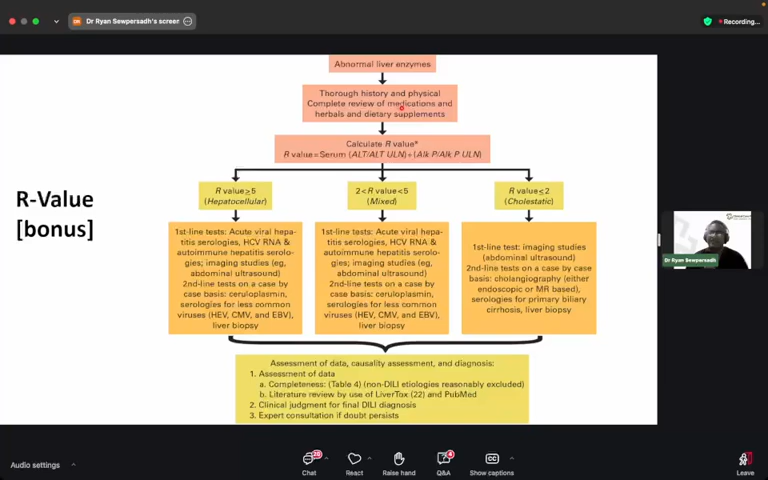 Dr Ryan Sewpersadh's screen
Recording...
Abnormal liver enzymes
Thorough history and physical
Complete review of medications and
herbals and dietary supplements
Calculate R value*
R value=Serum (ALT/ALT ULN)÷(Alk P/Alk P ULN)
R-Value
[bonus]
R value≥5
(Hepatocellular)
2<R value<5
(Mixed)
R value≤2
(Cholestatic)
1st-line tests: Acute viral hepa-
titis serologies, HCV RNA &
autoimmune hepatitis serolo-
gies; imaging studies (eg,
abdominal ultrasound)
2nd-line tests on a case by
case basis: ceruloplasmin,
serologies for less common
viruses (HEV, CMV, and EBV),
liver biopsy
1st-line tests: Acute viral hepa-
titis serologies, HCV RNA &
autoimmune hepatitis serolo-
gies; imaging studies (eg,
abdominal ultrasound)
2nd-line tests on a case by
case basis: ceruloplasmin,
serologies for less common
viruses (HEV, CMV, and EBV),
liver biopsy
1st-line test: imaging studies
(abdominal ultrasound)
2nd-line tests on a case by case
basis: cholangiography (either
endoscopic or MR based),
serologies for primary biliary
cirrhosis, liver biopsy
Dr Ryan Sewpersadh
Assessment of data, causality assessment, and diagnosis:
1. Assessment of data
a. Completeness: (Table 4) (non-DILI etiologies reasonably excluded)
b. Literature review by use of LiverTox (22) and PubMed
2. Clinical judgment for final DILI diagnosis
3. Expert consultation if doubt persists
Audio settings
Chat
React
Raise hand
Q&A
Show captions
Leave